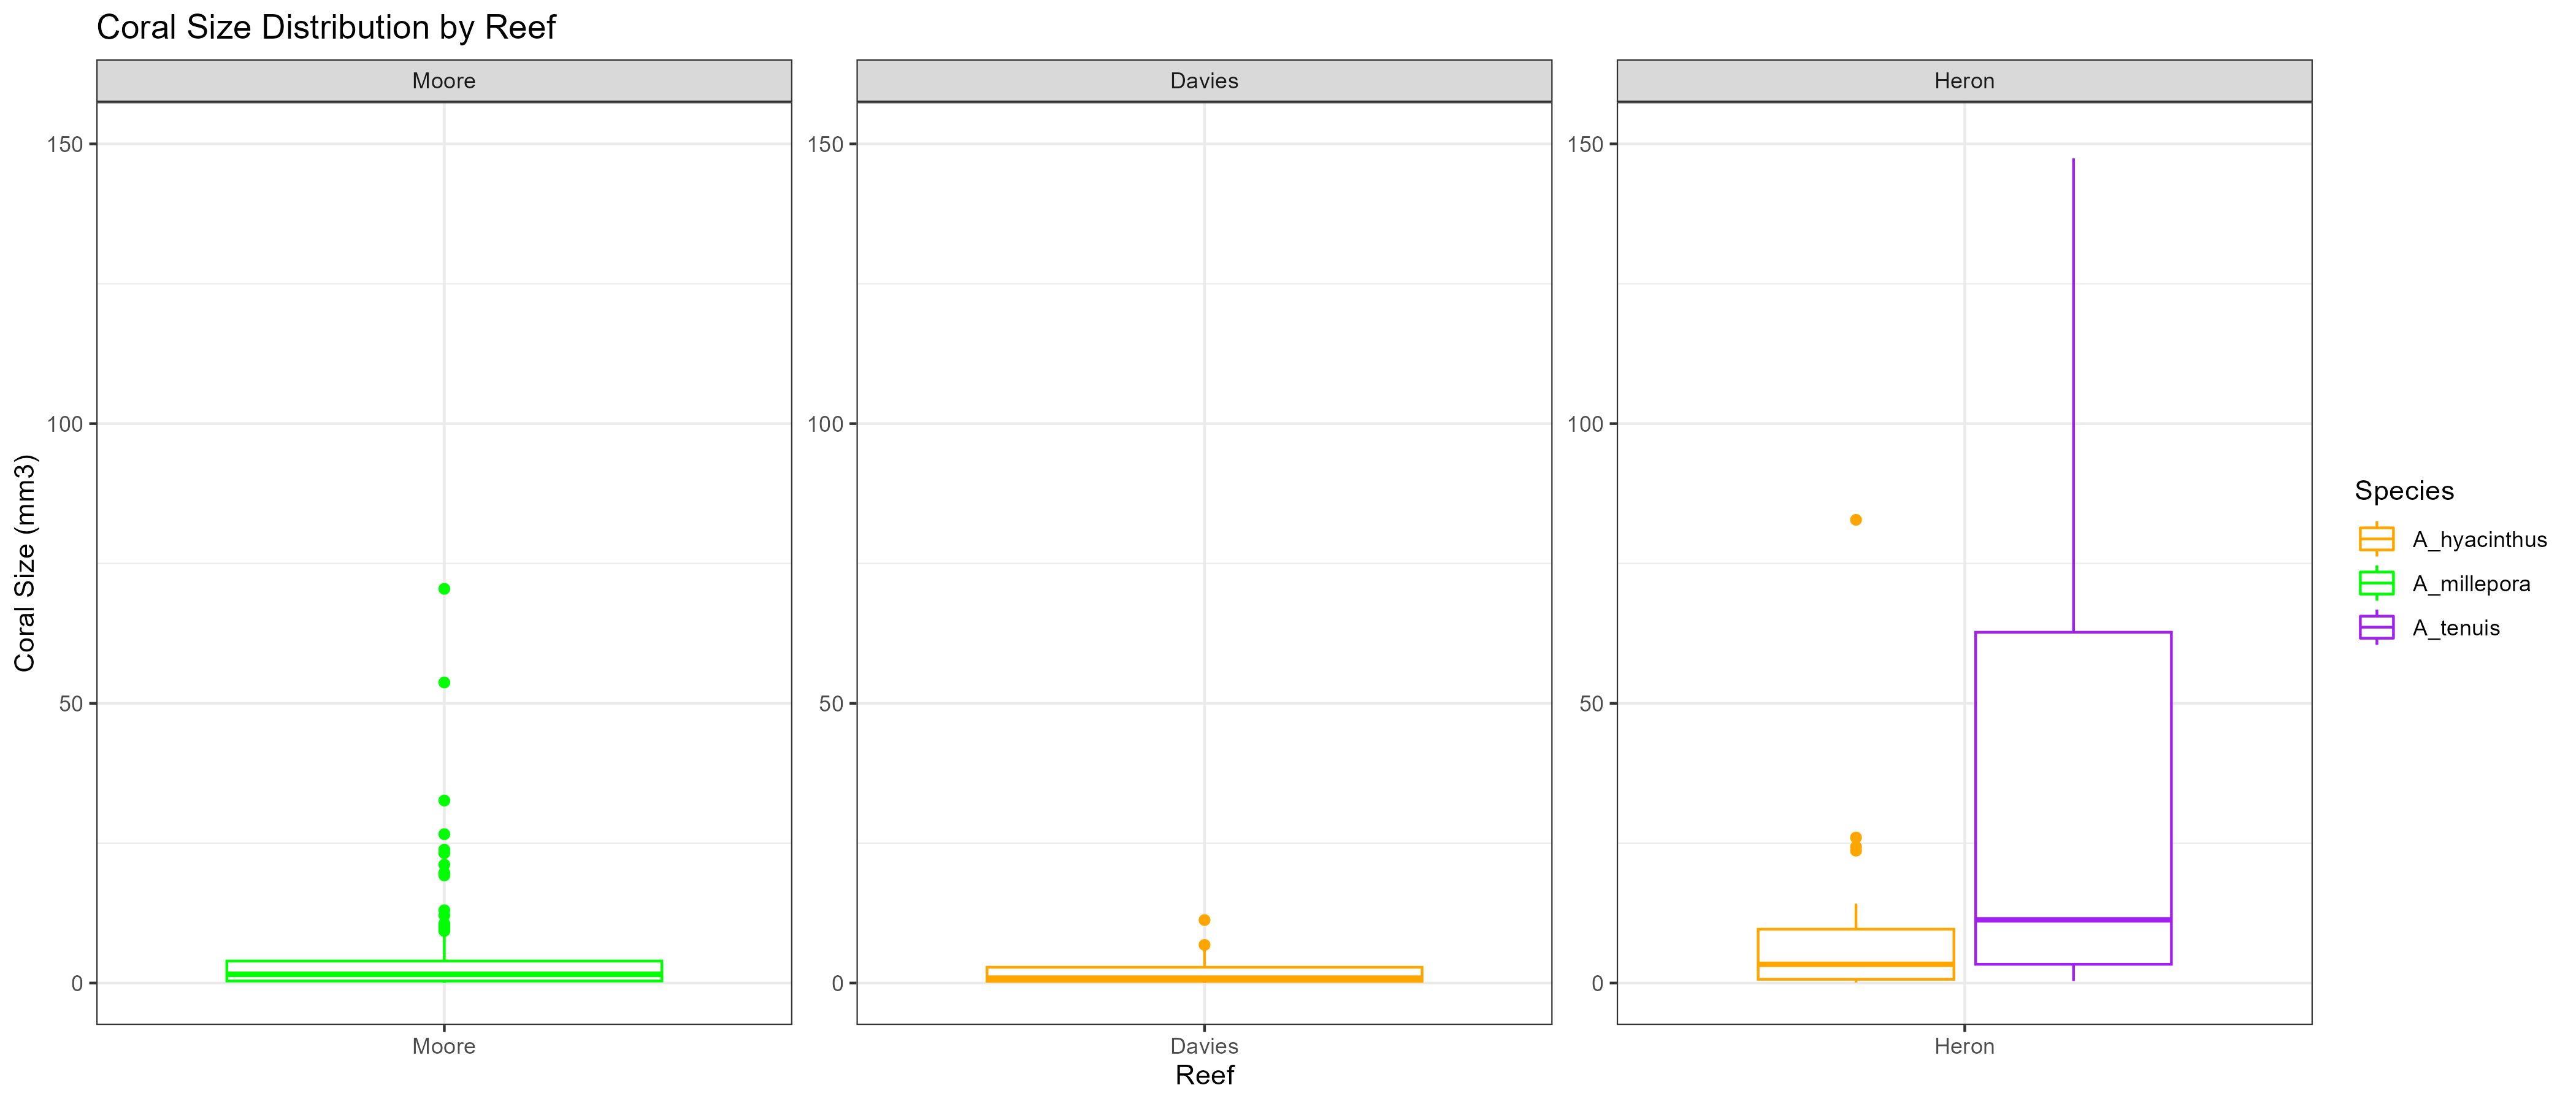 Coral Size Distribution by Reef
Moore
Davies
Heron
Coral Size (mm3)
150
100
50
0
150
100
50
0
150
100
50
0
Moore
Davies
Heron
Reef
Species
A_hyacinthus
A_millepora
A_tenuis